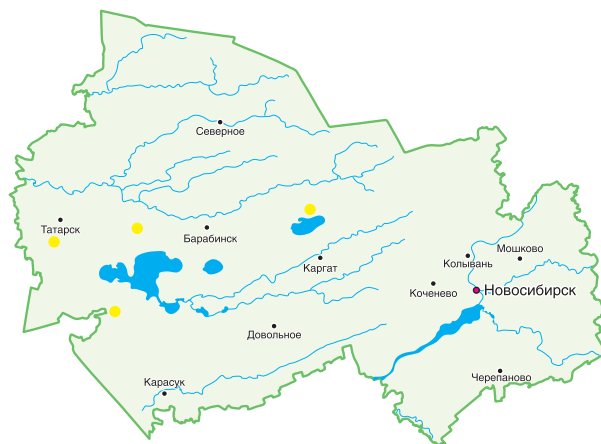 Северное
Татарск
Барабинск
Каргат
Колывань
Мошково
Коченево
Новосибирск
Довольное
Карасук
Черепаново